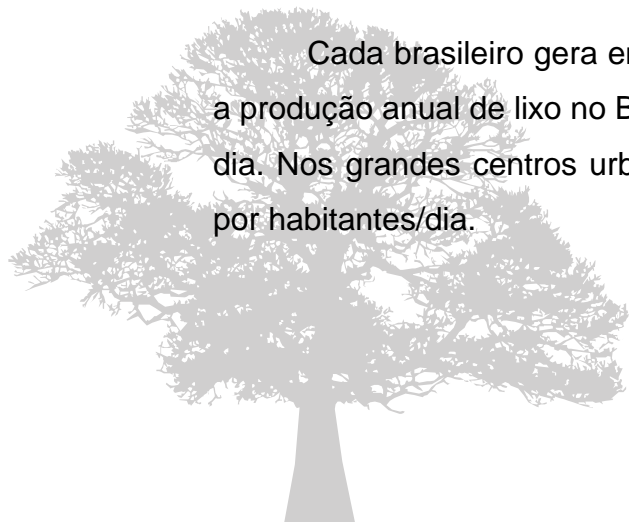 Cada brasileiro gera
a produção anual de lixo no
dia. Nos grandes centros
por habitantes/dia.